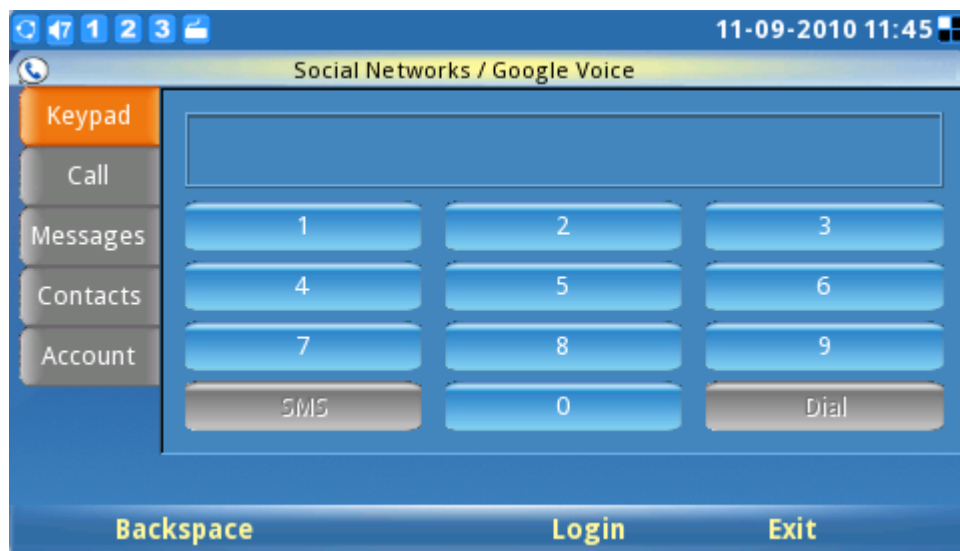 7 1 2 3 11-09-2010 11:45
Social Networks / Google Voice
Keypad
Call
Messages
Contacts
Account
1 2 3
4 5 6
7 8 9
SMS 0 Dial
Backspace Login Exit